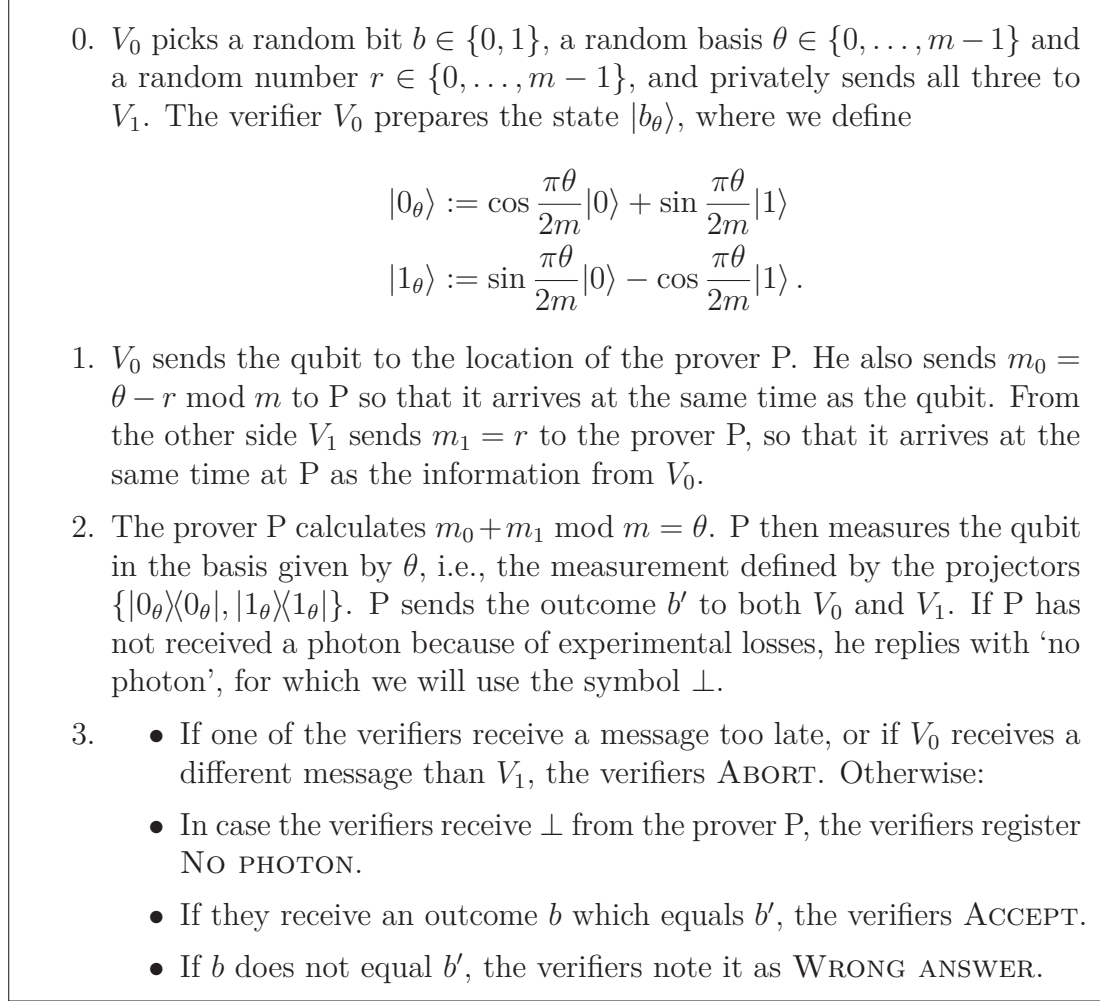 0. V₀ picks a random bit b ∈ {0, 1}, a random basis θ ∈ {0, . . . , m − 1} and
a random number r ∈ {0, . . . , m − 1}, and privately sends all three to
V₁. The verifier V₀ prepares the state |b_θ⟩, where we define
|0_θ⟩ := cos πθ/2m |0⟩ + sin πθ/2m |1⟩
|1_θ⟩ := sin πθ/2m |0⟩ − cos πθ/2m |1⟩ .
1. V₀ sends the qubit to the location of the prover P. He also sends m₀ =
θ − r mod m to P so that it arrives at the same time as the qubit. From
the other side V₁ sends m₁ = r to the prover P, so that it arrives at the
same time at P as the information from V₀.
2. The prover P calculates m₀ + m₁ mod m = θ. P then measures the qubit
in the basis given by θ, i.e., the measurement defined by the projectors
{|0_θ⟩⟨0_θ|, |1_θ⟩⟨1_θ|}. P sends the outcome b′ to both V₀ and V₁. If P has
not received a photon because of experimental losses, he replies with ‘no
photon’, for which we will use the symbol ⊥.
3. • If one of the verifiers receive a message too late, or if V₀ receives a
different message than V₁, the verifiers ABORT. Otherwise:
• In case the verifiers receive ⊥ from the prover P, the verifiers register
NO PHOTON.
• If they receive an outcome b which equals b′, the verifiers ACCEPT.
• If b does not equal b′, the verifiers note it as WRONG ANSWER.